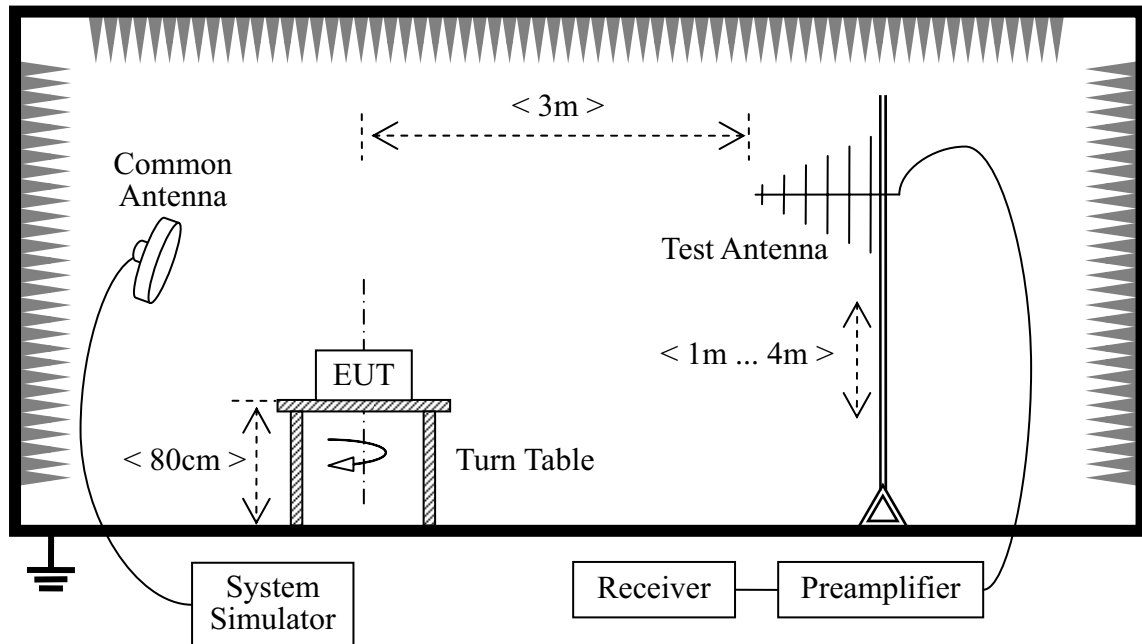 < 3m >
Common
Antenna
Test Antenna
< 1m ... 4m >
EUT
< 80cm >
Turn Table
System
Simulator
Receiver
Preamplifier